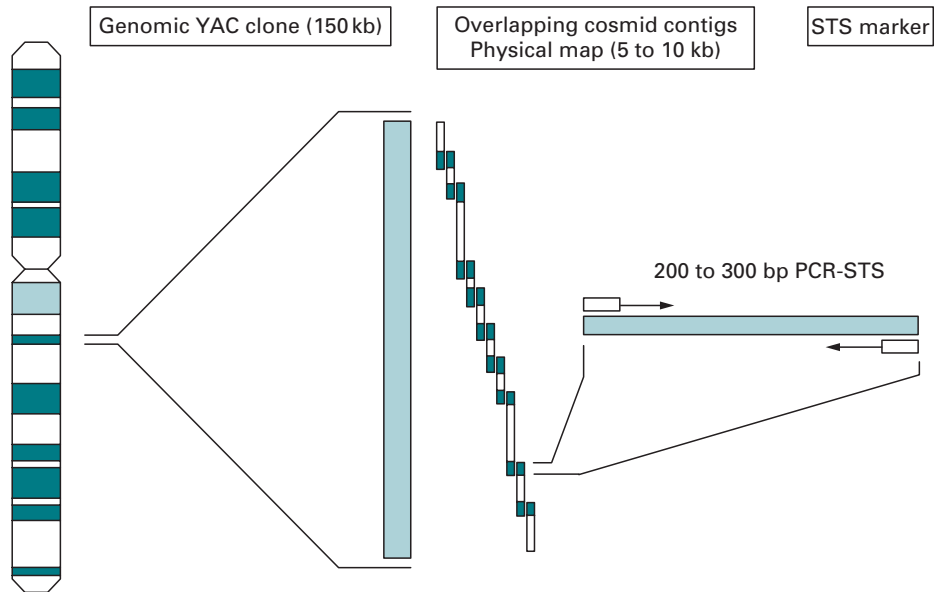 Genomic YAC clone (150 kb)
Overlapping cosmid contigs
Physical map (5 to 10 kb)
STS marker
200 to 300 bp PCR-STS